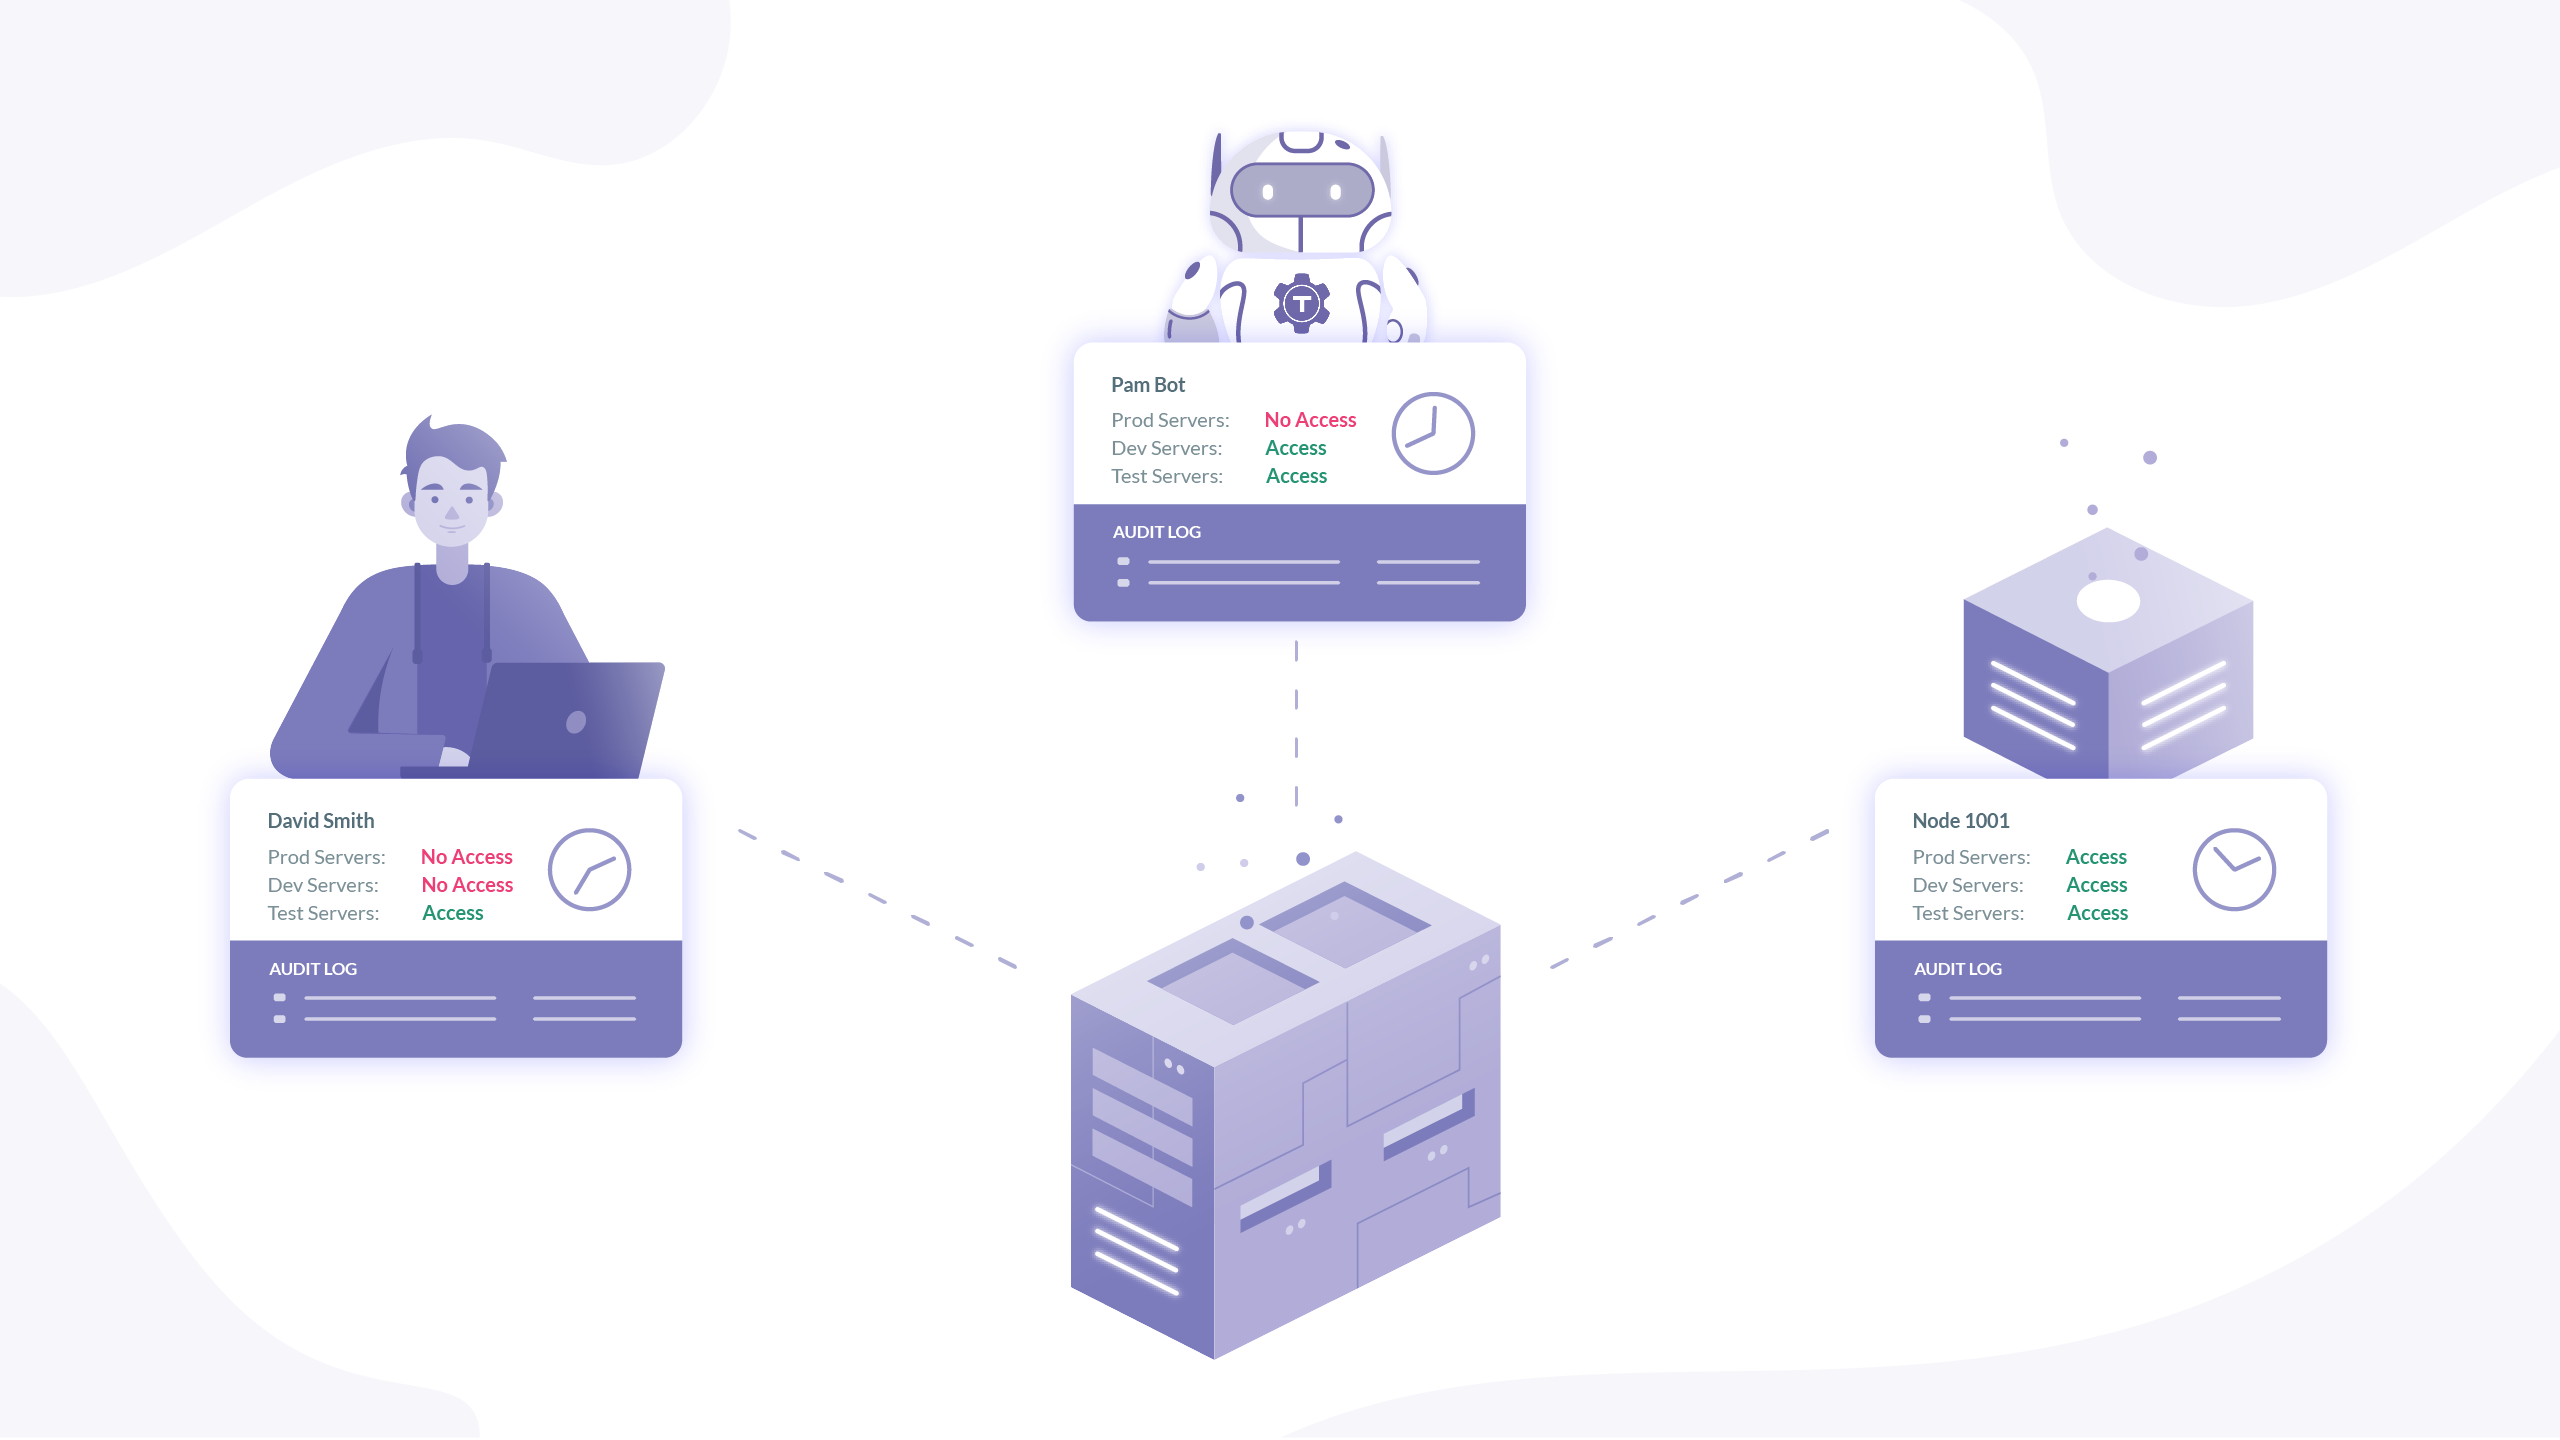 T
Pam Bot
Prod Servers: No Access
Dev Servers: Access
Test Servers: Access
AUDIT LOG
David Smith
Prod Servers: No Access
Dev Servers: No Access
Test Servers: Access
AUDIT LOG
Node 1001
Prod Servers: Access
Dev Servers: Access
Test Servers: Access
AUDIT LOG